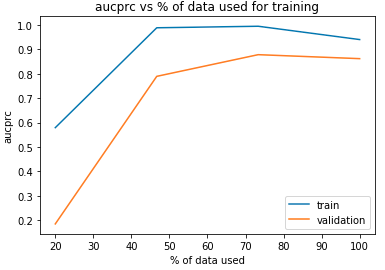 aucprc vs % of data used for training
aucprc
1.0
0.9
0.8
0.7
0.6
0.5
0.4
0.3
0.2
train
validation
20 30 40 50 60 70 80 90 100
% of data used